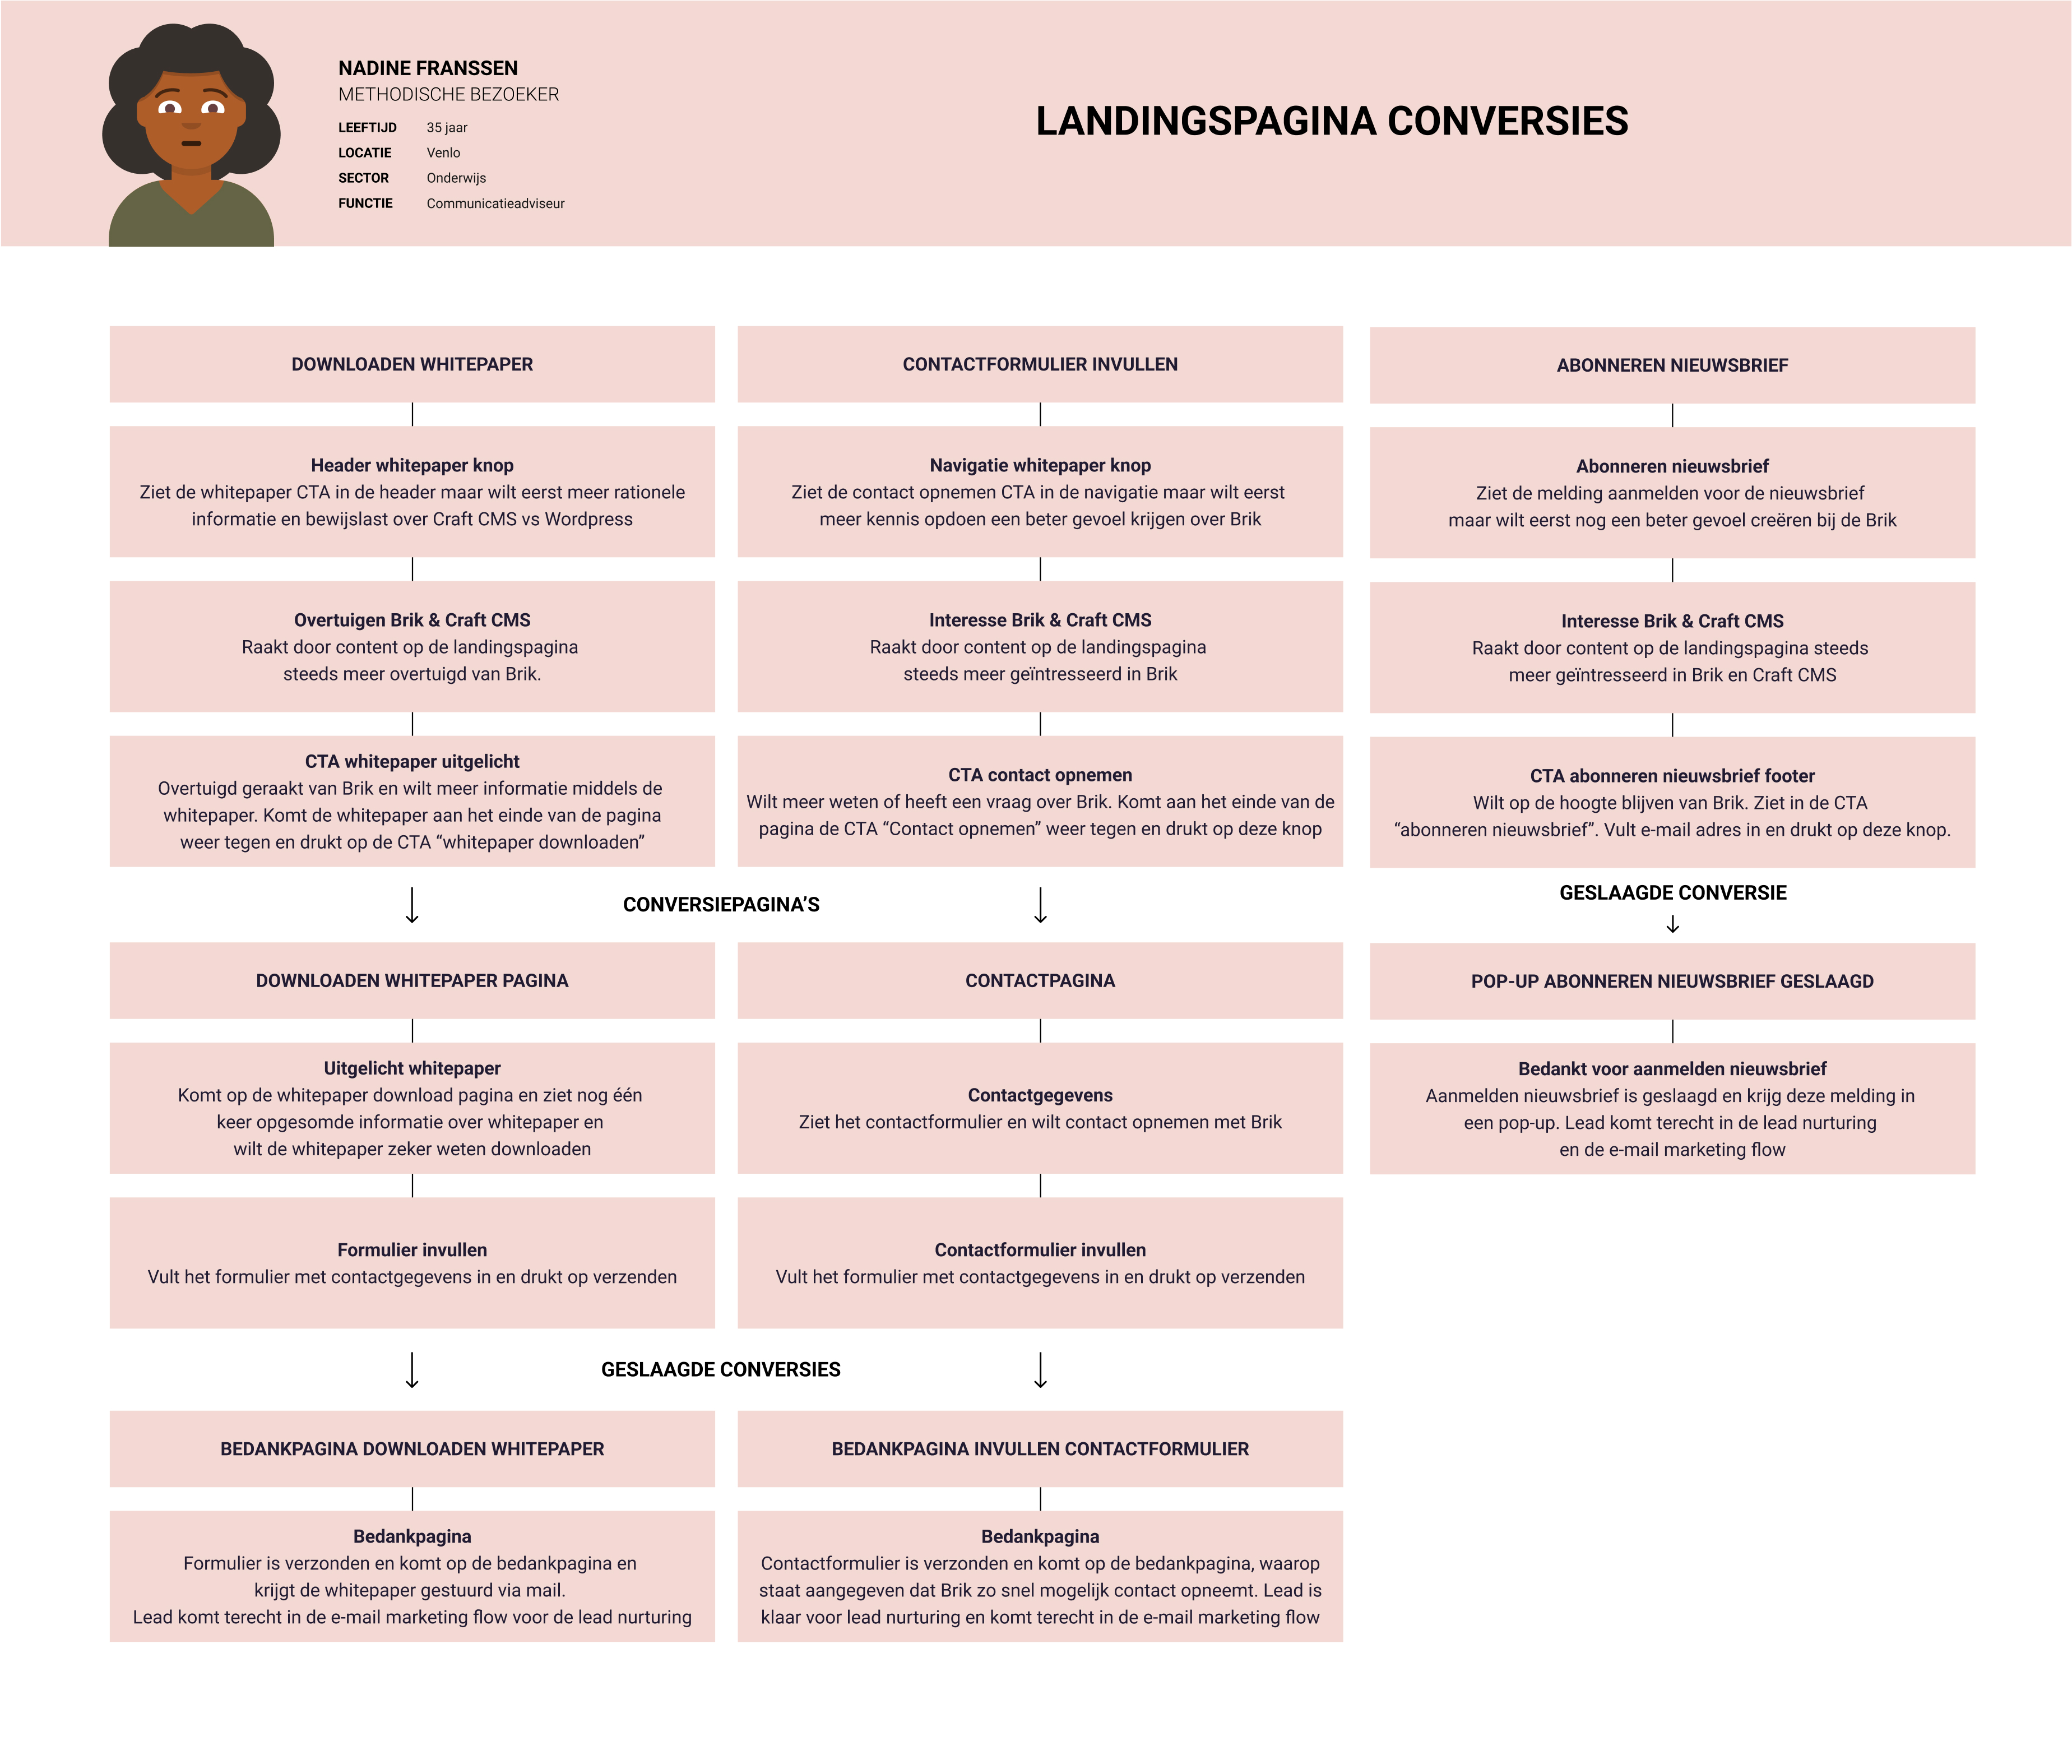 NADINE FRANSSEN
METHODISCHE BEZOEKER
LEEFTIJD 35 jaar
LOCATIE Venlo
SECTOR Onderwijs
FUNCTIE Communicatieadviseur
LANDINGSPAGINA CONVERSIES
DOWNLOADEN WHITEPAPER
Header whitepaper knop
Ziet de whitepaper CTA in de header maar wilt eerst meer rationele
informatie en bewijslast over Craft CMS vs Wordpress
Overtuigen Brik & Craft CMS
Raakt door content op de landingspagina
steeds meer overtuigd van Brik.
CTA whitepaper uitgelicht
Overtuigd geraakt van Brik en wilt meer informatie middels de
whitepaper. Komt de whitepaper aan het einde van de pagina
weer tegen en drukt op de CTA “whitepaper downloaden”
CONTACTFORMULIER INVULLEN
Navigatie whitepaper knop
Ziet de contact opnemen CTA in de navigatie maar wilt eerst
meer kennis opdoen een beter gevoel krijgen over Brik
Interesse Brik & Craft CMS
Raakt door content op de landingspagina
steeds meer geïntresseerd in Brik
CTA contact opnemen
Wilt meer weten of heeft een vraag over Brik. Komt aan het einde van de
pagina de CTA “Contact opnemen” weer tegen en drukt op deze knop
ABONNEREN NIEUWSBRIEF
Abonneren nieuwsbrief
Ziet de melding aanmelden voor de nieuwsbrief
maar wilt eerst nog een beter gevoel creëren bij de Brik
Interesse Brik & Craft CMS
Raakt door content op de landingspagina steeds
meer geïntresseerd in Brik en Craft CMS
CTA abonneren nieuwsbrief footer
Wilt op de hoogte blijven van Brik. Ziet in de CTA
“abonneren nieuwsbrief”. Vult e-mail adres in en drukt op deze knop.
CONVERSIEPAGINA’S
GESLAAGDE CONVERSIE
DOWNLOADEN WHITEPAPER PAGINA
Uitgelicht whitepaper
Komt op de whitepaper download pagina en ziet nog één
keer opgesomde informatie over whitepaper en
wilt de whitepaper zeker weten downloaden
Formulier invullen
Vult het formulier met contactgegevens in en drukt op verzenden
CONTACTPAGINA
Contactgegevens
Ziet het contactformulier en wilt contact opnemen met Brik
Contactformulier invullen
Vult het formulier met contactgegevens in en drukt op verzenden
POP-UP ABONNEREN NIEUWSBRIEF GESLAAGD
Bedankt voor aanmelden nieuwsbrief
Aanmelden nieuwsbrief is geslaagd en krijg deze melding in
een pop-up. Lead komt terecht in de lead nurturing
en de e-mail marketing flow
GESLAAGDE CONVERSIES
BEDANKPAGINA DOWNLOADEN WHITEPAPER
Bedankpagina
Formulier is verzonden en komt op de bedankpagina en
krijgt de whitepaper gestuurd via mail.
Lead komt terecht in de e-mail marketing flow voor de lead nurturing
BEDANKPAGINA INVULLEN CONTACTFORMULIER
Bedankpagina
Contactformulier is verzonden en komt op de bedankpagina, waarop
staat aangegeven dat Brik zo snel mogelijk contact opneemt. Lead is
klaar voor lead nurturing en komt terecht in de e-mail marketing flow